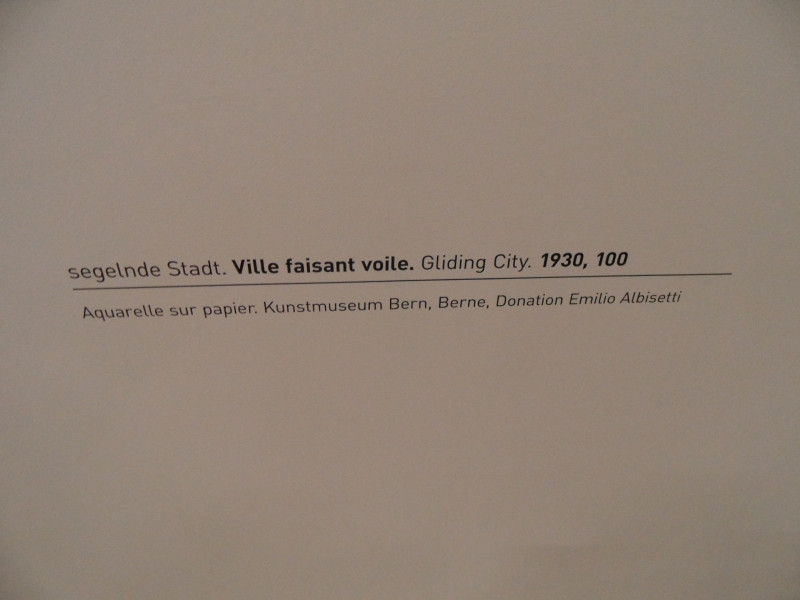 segelnde Stadt. Ville faisant voile. Gliding City. 1930, 100
Aquarelle sur papier. Kunstmuseum Bern, Berne, Donation Emilio Albisetti